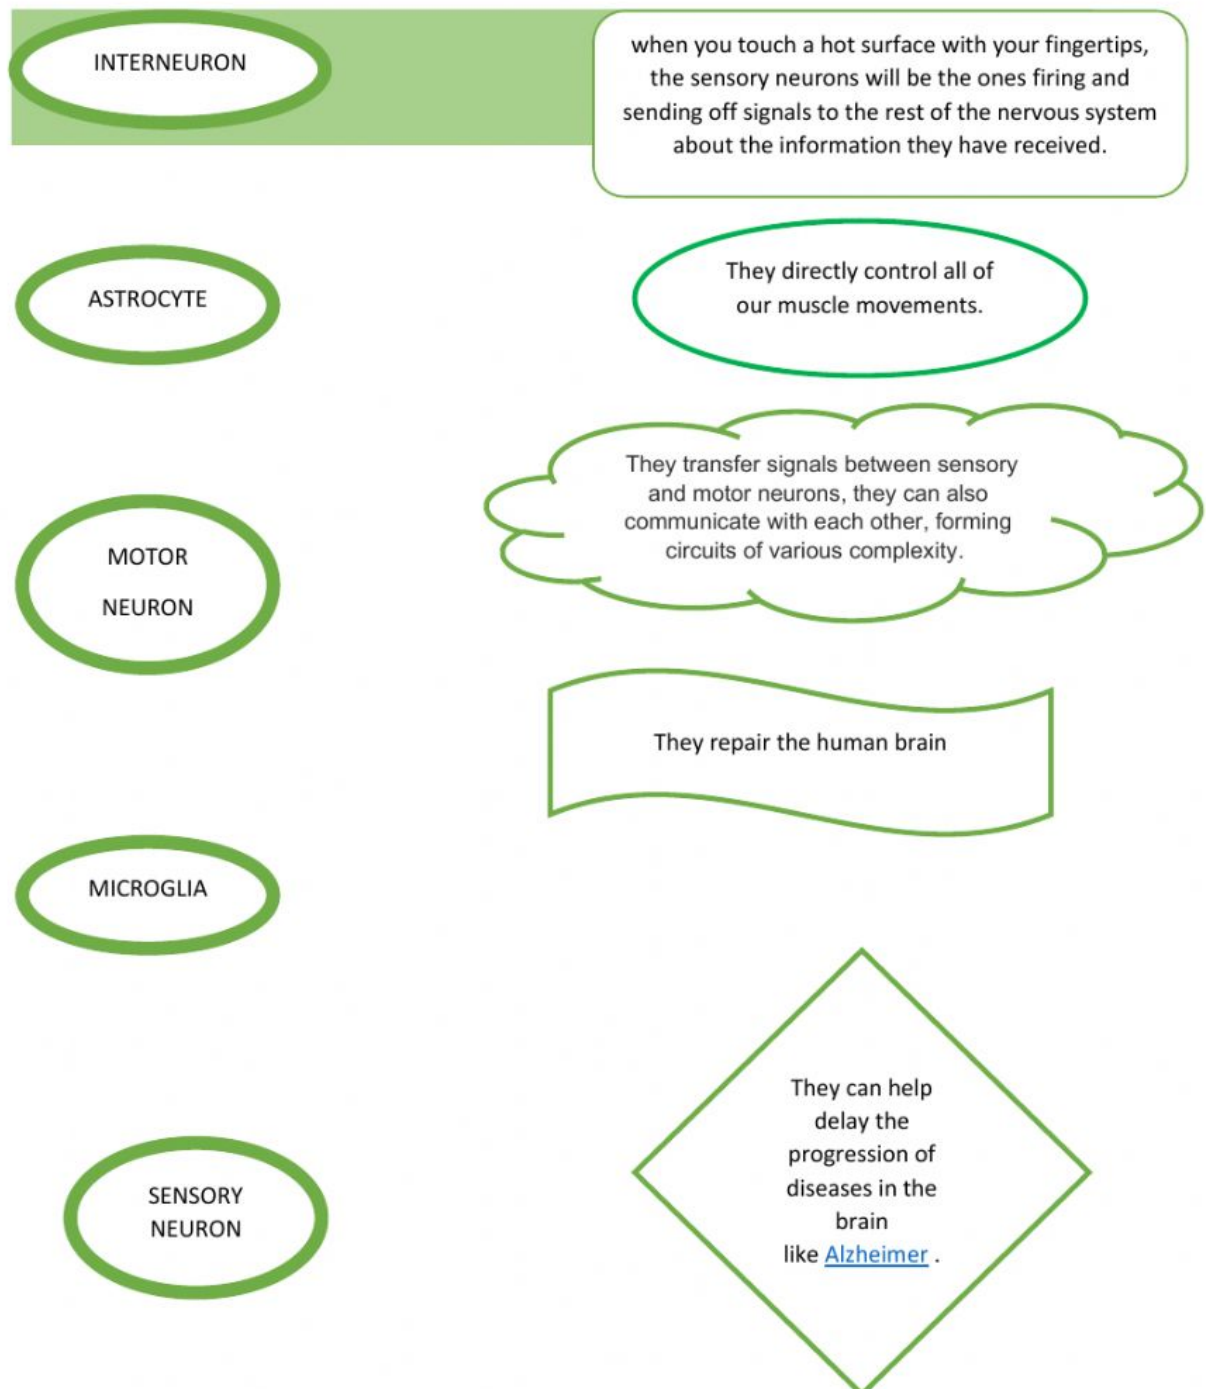 INTERNEURON
when you touch a hot surface with your fingertips,
the sensory neurons will be the ones firing and
sending off signals to the rest of the nervous system
about the information they have received.
ASTROCYTE
They directly control all of
our muscle movements.
They transfer signals between sensory
and motor neurons, they can also
communicate with each other, forming
circuits of various complexity.
MOTOR
NEURON
They repair the human brain
MICROGLIA
They can help
delay the
progression of
diseases in the
brain
like Alzheimer .
SENSORY
NEURON